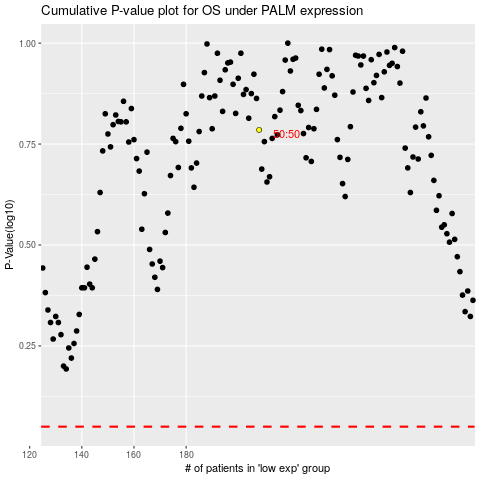 Cumulative P-value plot for OS under PALM expression
P-Value(log10)
1.00
0.75
0.50
0.25
50:50
120 140 160 180
# of patients in 'low exp' group